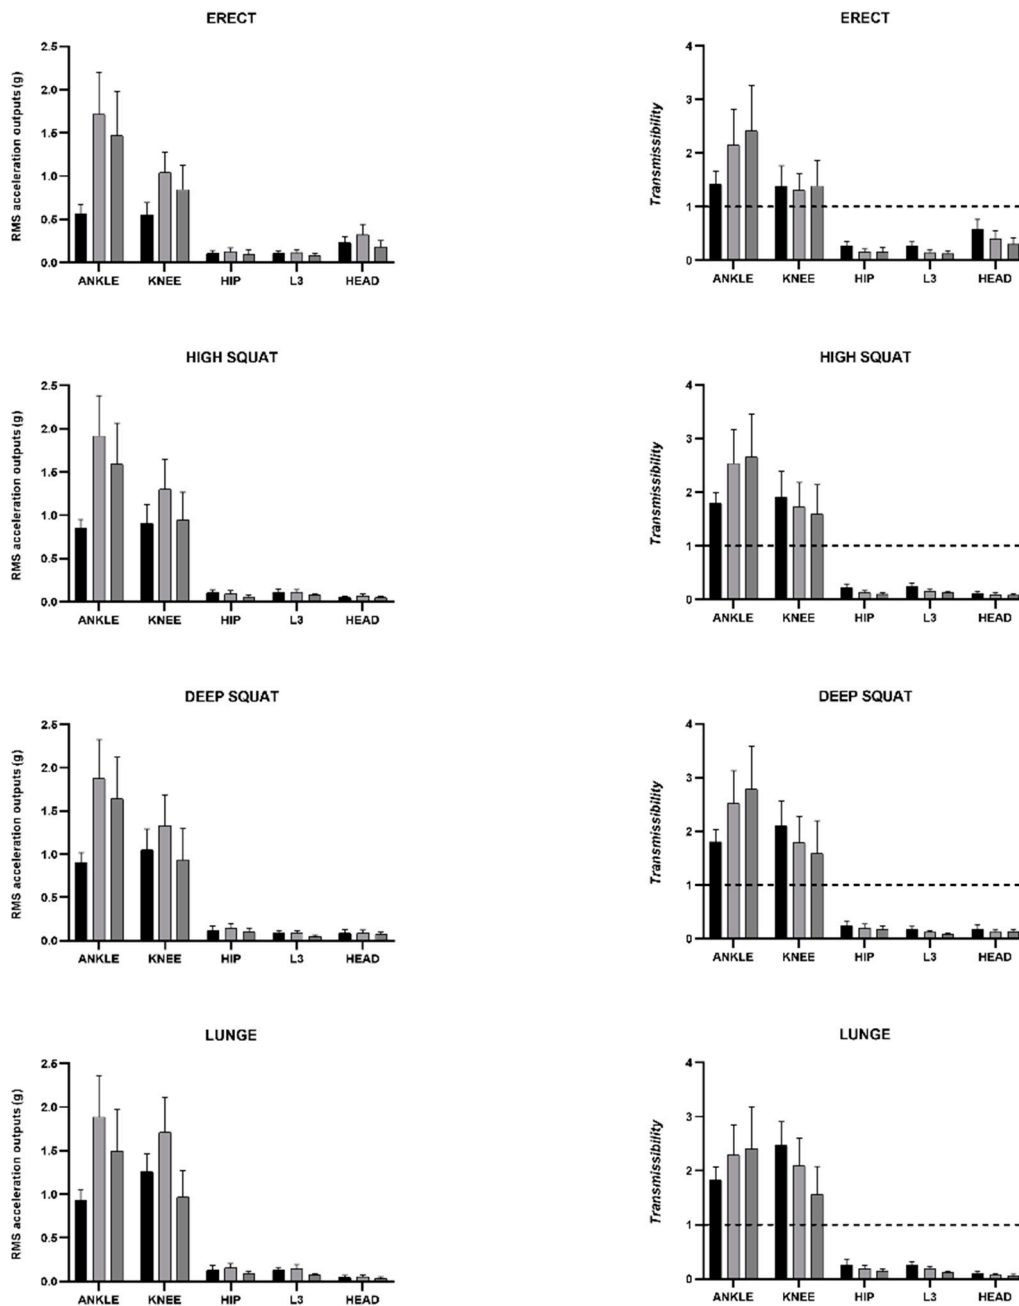 ERECT
RMS acceleration outputs (g)
2.5
2.0
1.5
1.0
0.5
0.0
ANKLE KNEE HIP L3 HEAD
ERECT
Transmissibility
4
3
2
1
0
ANKLE KNEE HIP L3 HEAD
HIGH SQUAT
RMS acceleration outputs (g)
2.5
2.0
1.5
1.0
0.5
0.0
ANKLE KNEE HIP L3 HEAD
HIGH SQUAT
Transmissibility
4
3
2
1
0
ANKLE KNEE HIP L3 HEAD
DEEP SQUAT
RMS acceleration outputs (g)
2.5
2.0
1.5
1.0
0.5
0.0
ANKLE KNEE HIP L3 HEAD
DEEP SQUAT
Transmissibility
4
3
2
1
0
ANKLE KNEE HIP L3 HEAD
LUNGE
RMS acceleration outputs (g)
2.5
2.0
1.5
1.0
0.5
0.0
ANKLE KNEE HIP L3 HEAD
LUNGE
Transmissibility
4
3
2
1
0
ANKLE KNEE HIP L3 HEAD